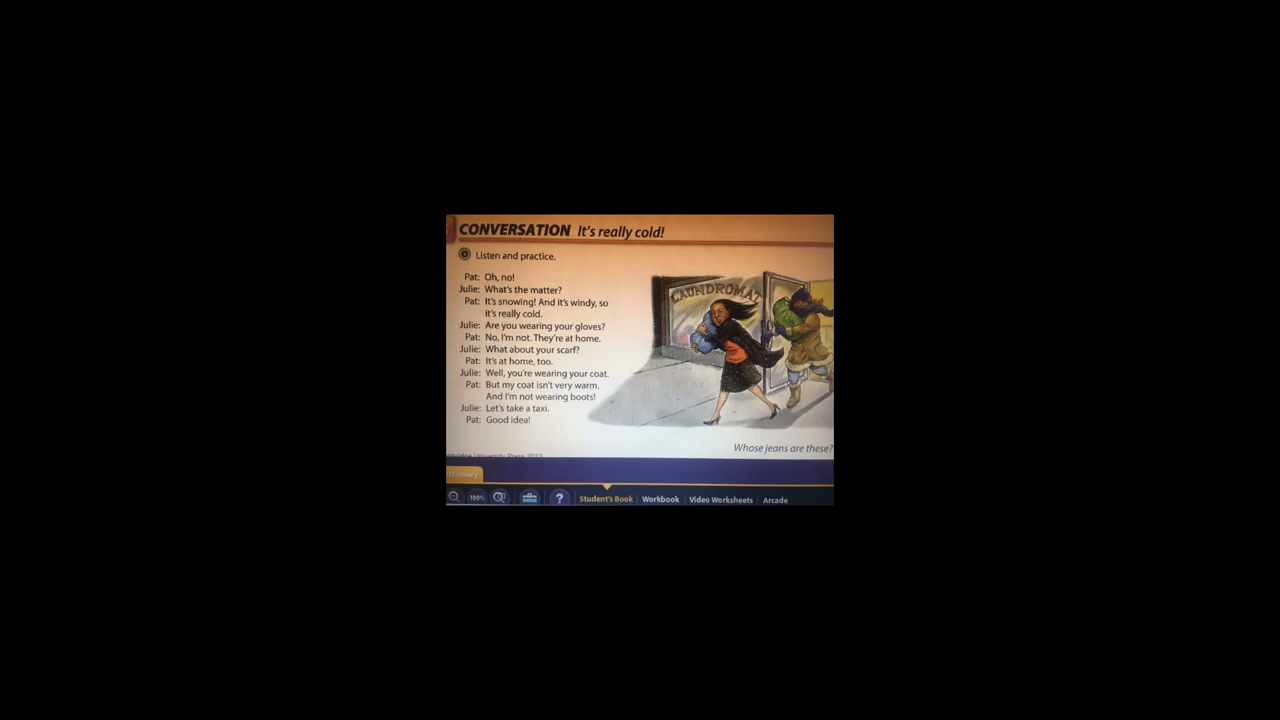 CONVERSATION It's really cold!
Listen and practice.
Pat: Oh, no!
Julie: What's the matter?
Pat: It's snowing! And it's windy, so
it's really cold.
Julie: Are you wearing your gloves?
Pat: No, I'm not. They're at home.
Julie: What about your scarf?
Pat: It's at home, too.
Julie: Well, you're wearing your coat.
Pat: But my coat isn't very warm.
And I'm not wearing boots!
Julie: Let's take a taxi.
Pat: Good idea!
LAUNDROMAT
Whose jeans are these?
University Press 2013
100%
?
Student's Book | Workbook | Video Worksheets | Arcade